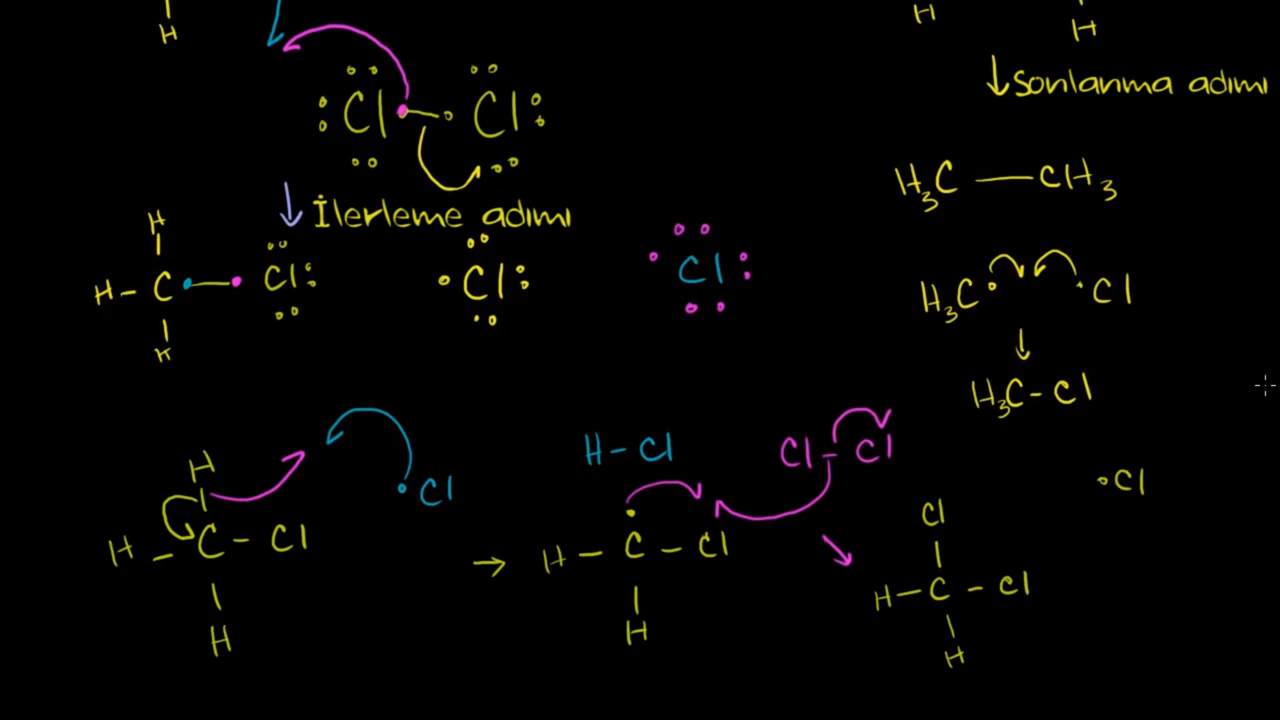 H
H
H
Cl - Cl
↓ sonlanma adımı
H₃C — CH₃
↓ İlerleme adımı
H
H - C — Cl
H
Cl
Cl
H₃C Cl
↓
H₃C - Cl
H
H - C - Cl
H
Cl
→
H - Cl
Cl - Cl
H - C - Cl
H
Cl
Cl
H - C - Cl
H